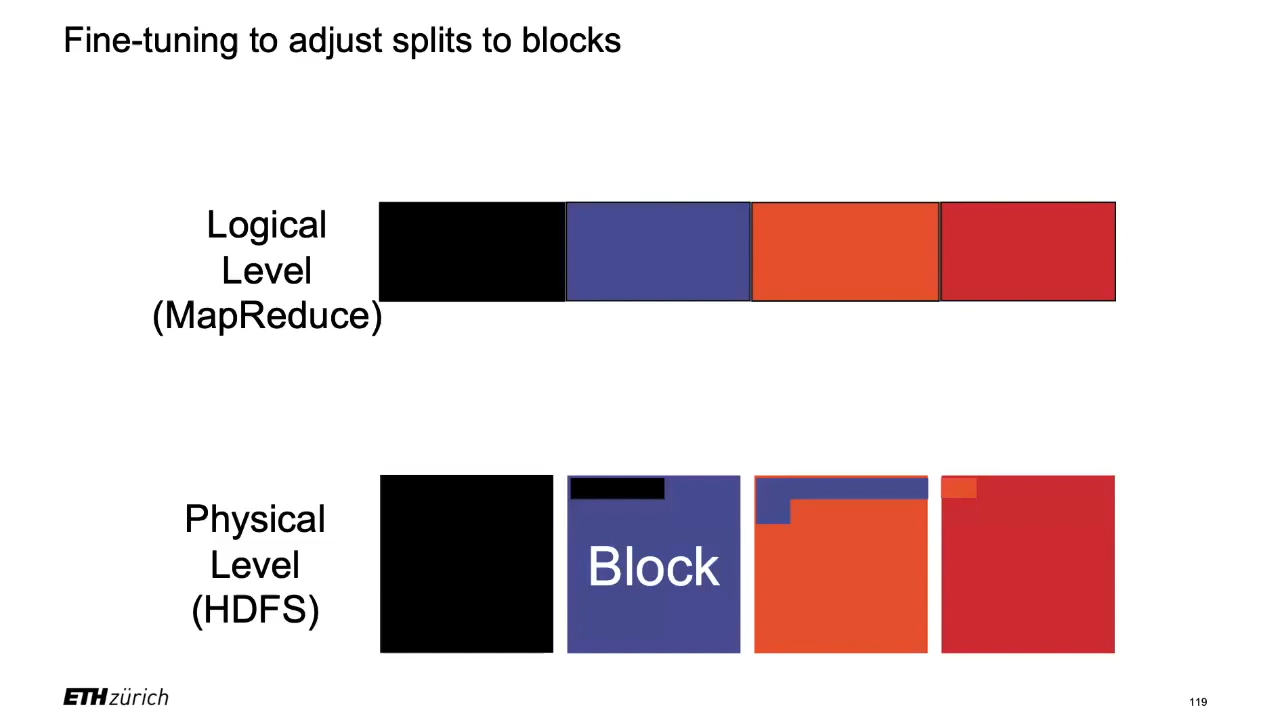 Fine-tuning to adjust splits to blocks
Logical
Level
(MapReduce)
Physical
Level
(HDFS)
Block
ETH zürich
119